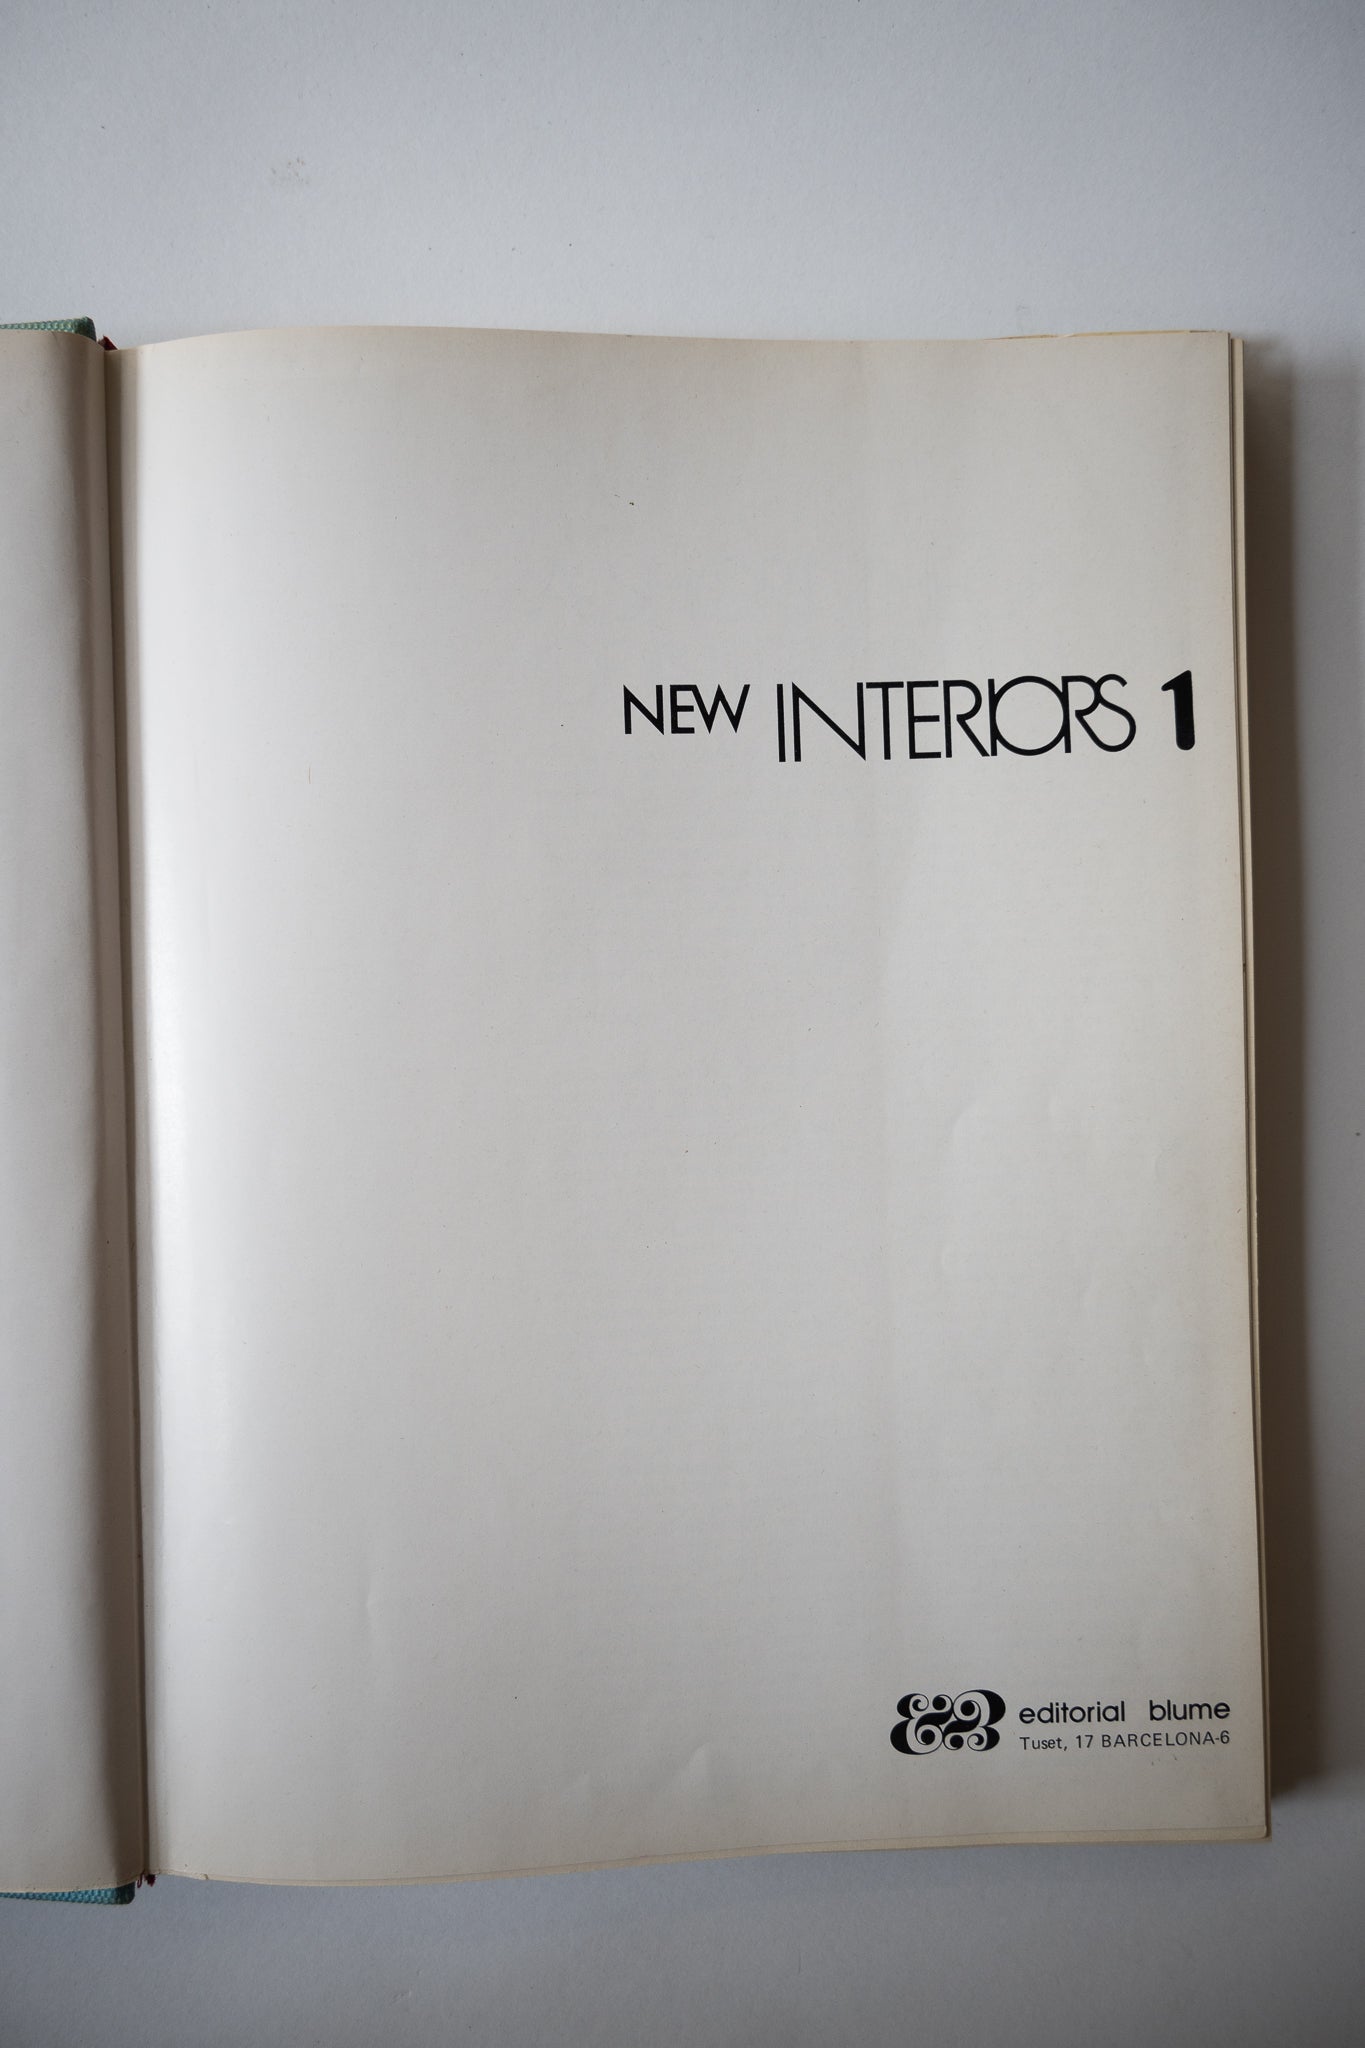 NEW INTERIORS 1
editorial blume
Tuset, 17 BARCELONA-6